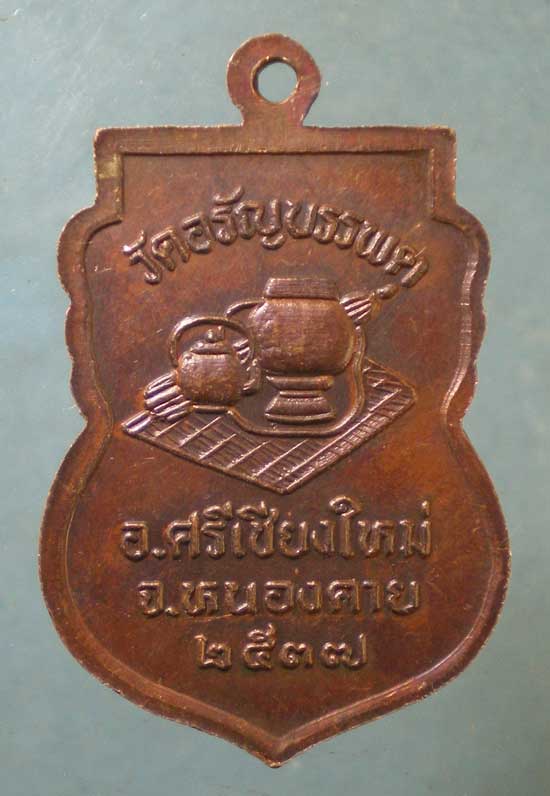 วัดอรัญบรรพต
อ.ศรีเชียงใหม่
จ.หนองคาย
๒๕๓๗